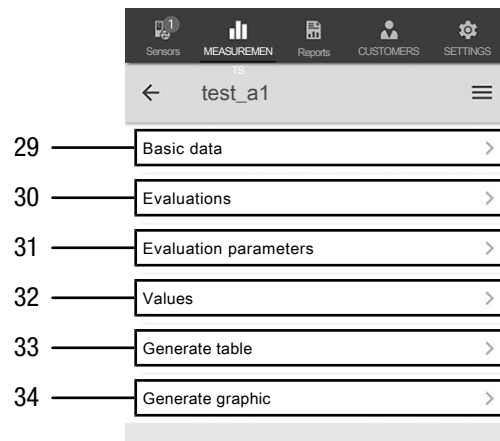 1
Sensors MEASUREMEN Reports CUSTOMERS SETTINGS
TS
test_a1
29 Basic data
30 Evaluations
31 Evaluation parameters
32 Values
33 Generate table
34 Generate graphic